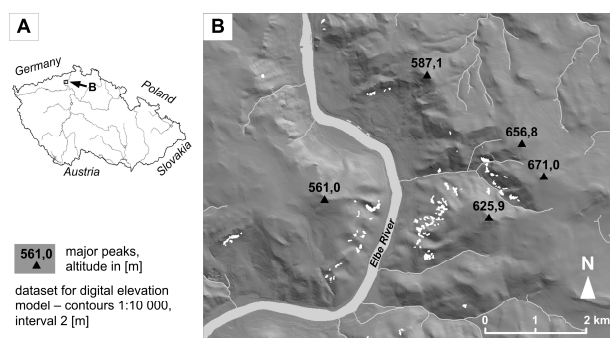 A
Germany
B
Poland
Austria
Slovakia
561,0
major peaks,
altitude in [m]
dataset for digital elevation
model – contours 1:10 000,
interval 2 [m]
B
587,1
656,8
671,0
561,0
625,9
Elbe River
N
0 1 2 km